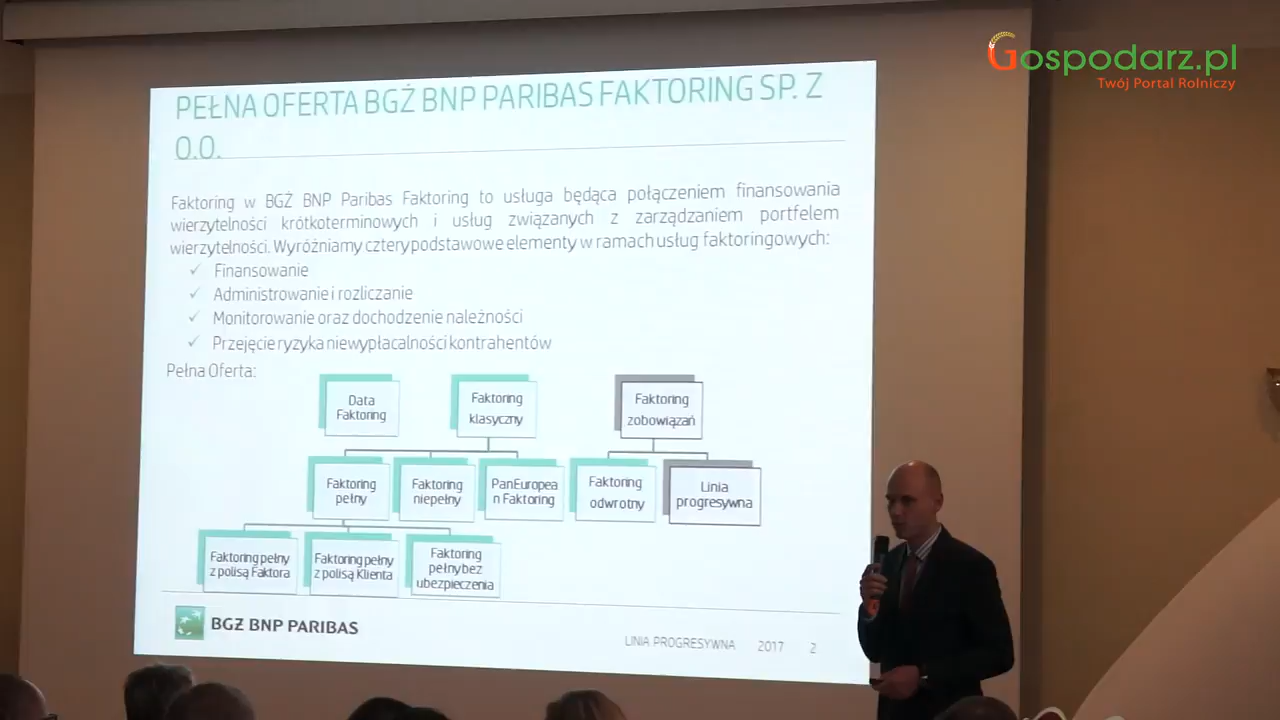 Gospodarz.pl
Twój Portal Rolniczy
PEŁNA OFERTA BGŻ BNP PARIBAS FAKTORING SP. Z
O.O.
Faktoring w BGŻ BNP Paribas Faktoring to usługa będąca połączeniem finansowania
wierzytelności krótkoterminowych i usług związanych z zarządzaniem portfelem
wierzytelności. Wyróżniamy cztery podstawowe elementy w ramach usług faktoringowych:
✓ Finansowanie
✓ Administrowanie i rozliczanie
✓ Monitorowanie oraz dochodzenie należności
✓ Przejęcie ryzyka niewypłacalności kontrahentów
Pełna Oferta:
Data
Faktoring
Faktoring
klasyczny
Faktoring
zobowiązań
Faktoring
pełny
Faktoring
niepełny
PanEuropea
n Faktoring
Faktoring
odwrotny
Linia
progresywna
Faktoring pełny
z polisą Faktora
Faktoring pełny
z polisą Klienta
Faktoring
pełny bez
ubezpieczenia
BGŻ BNP PARIBAS
LINIA PROGRESYWNA 2017 2